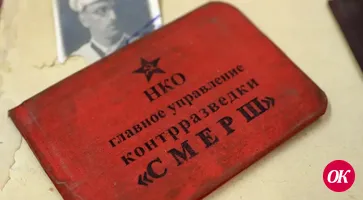 НКО
главное управление
контрразведки
«СМЕРШ»
OK